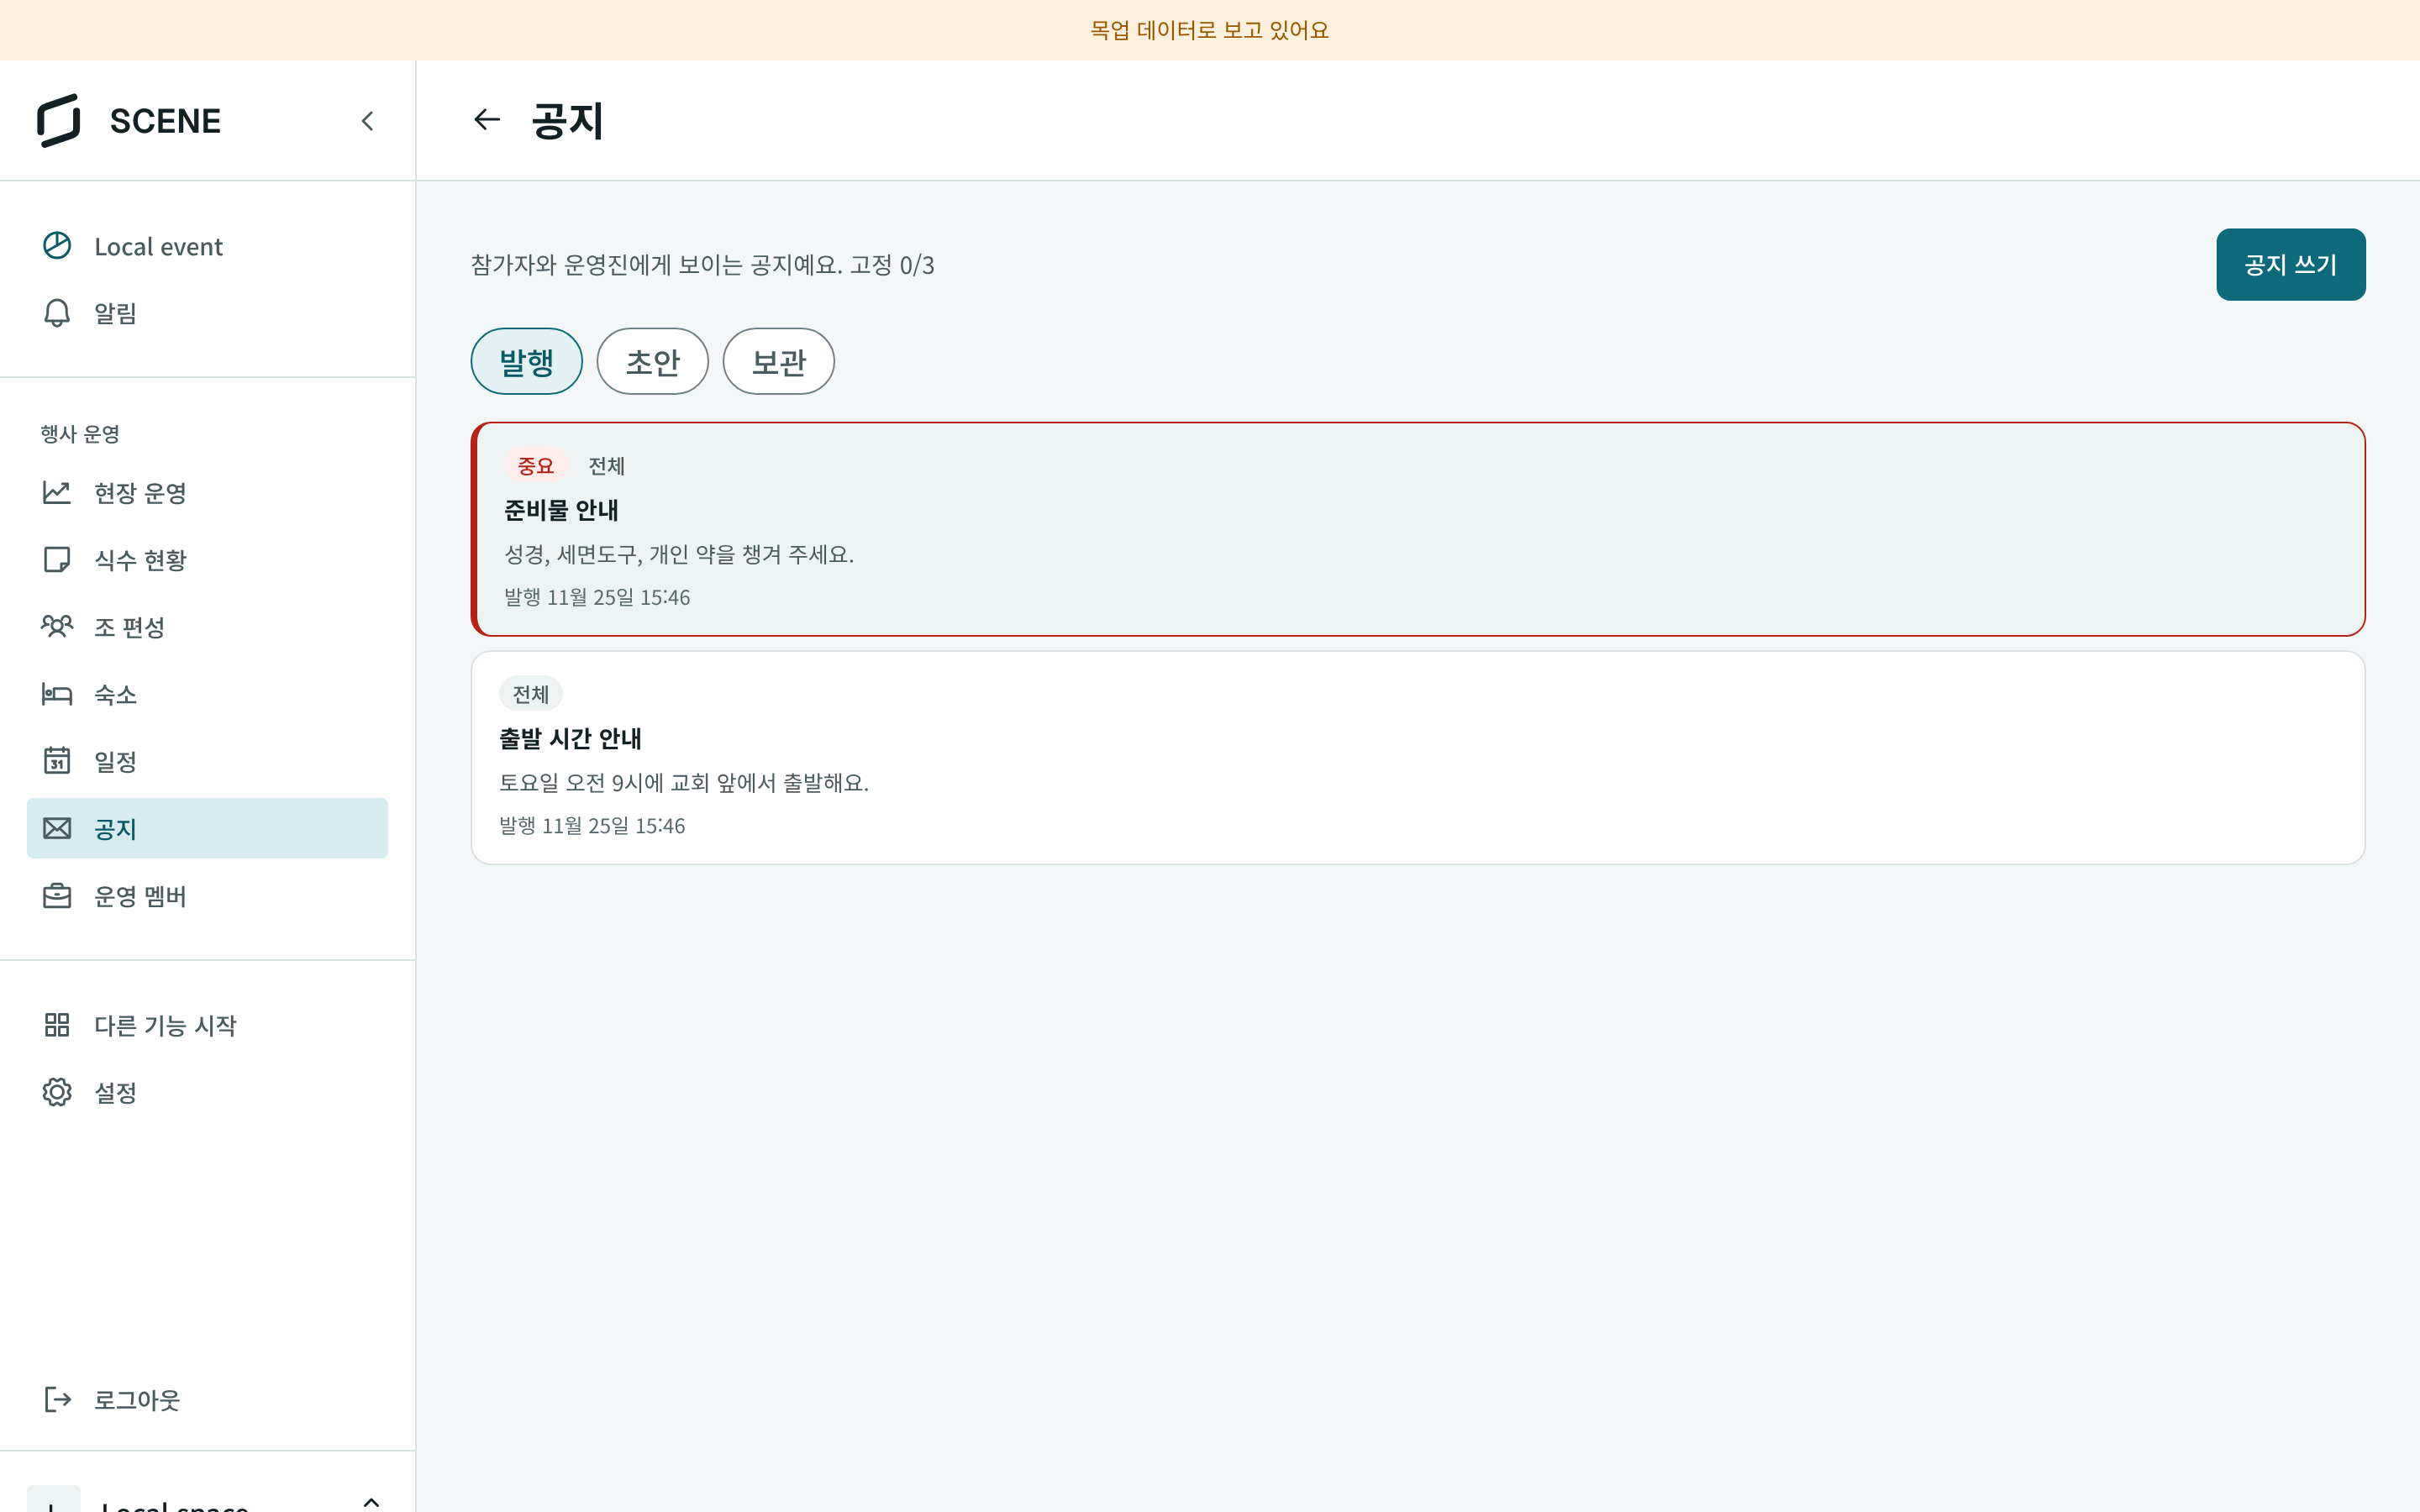 목업 데이터로 보고 있어요
SCENE
공지
Local event
알림
행사 운영
현장 운영
식수 현황
조 편성
숙소
31
일정
공지
운영 멤버
다른 기능 시작
설정
로그아웃
Local space
참가자와 운영진에게 보이는 공지예요. 고정 0/3
공지 쓰기
발행
초안
보관
중요 전체
준비물 안내
성경, 세면도구, 개인 약을 챙겨 주세요.
발행 11월 25일 15:46
전체
출발 시간 안내
토요일 오전 9시에 교회 앞에서 출발해요.
발행 11월 25일 15:46